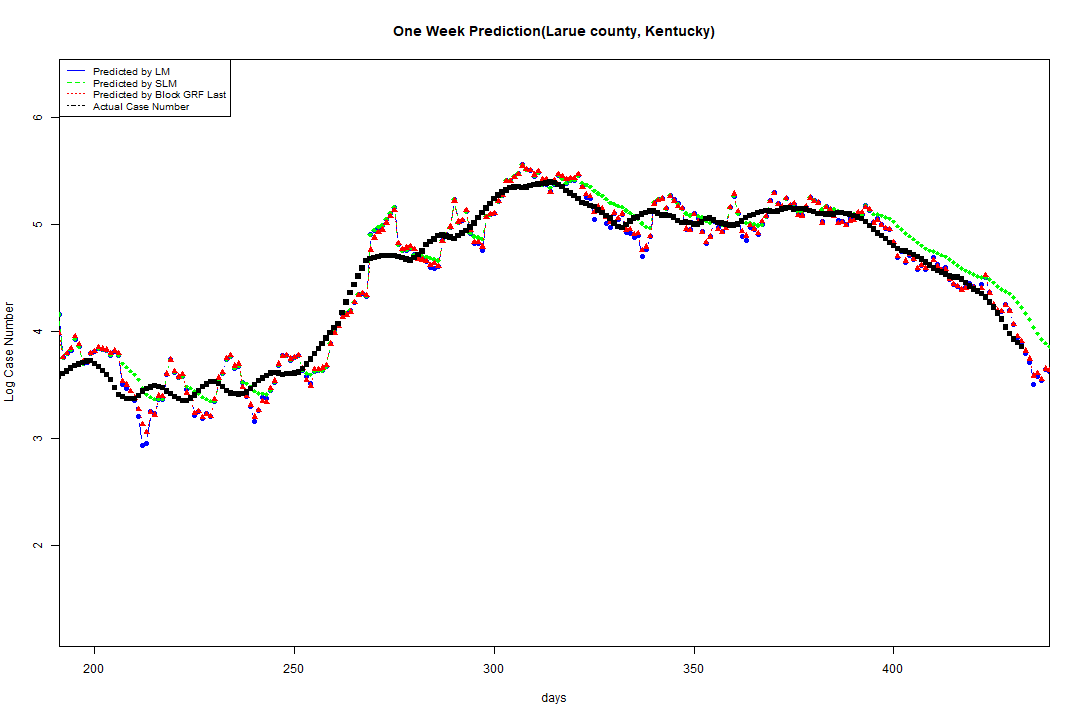 One Week Prediction(Larue county, Kentucky)
Predicted by LM
Predicted by SLM
Predicted by Block GRF Last
Actual Case Number
6
5
4
3
2
Log Case Number
200 250 300 350 400
days